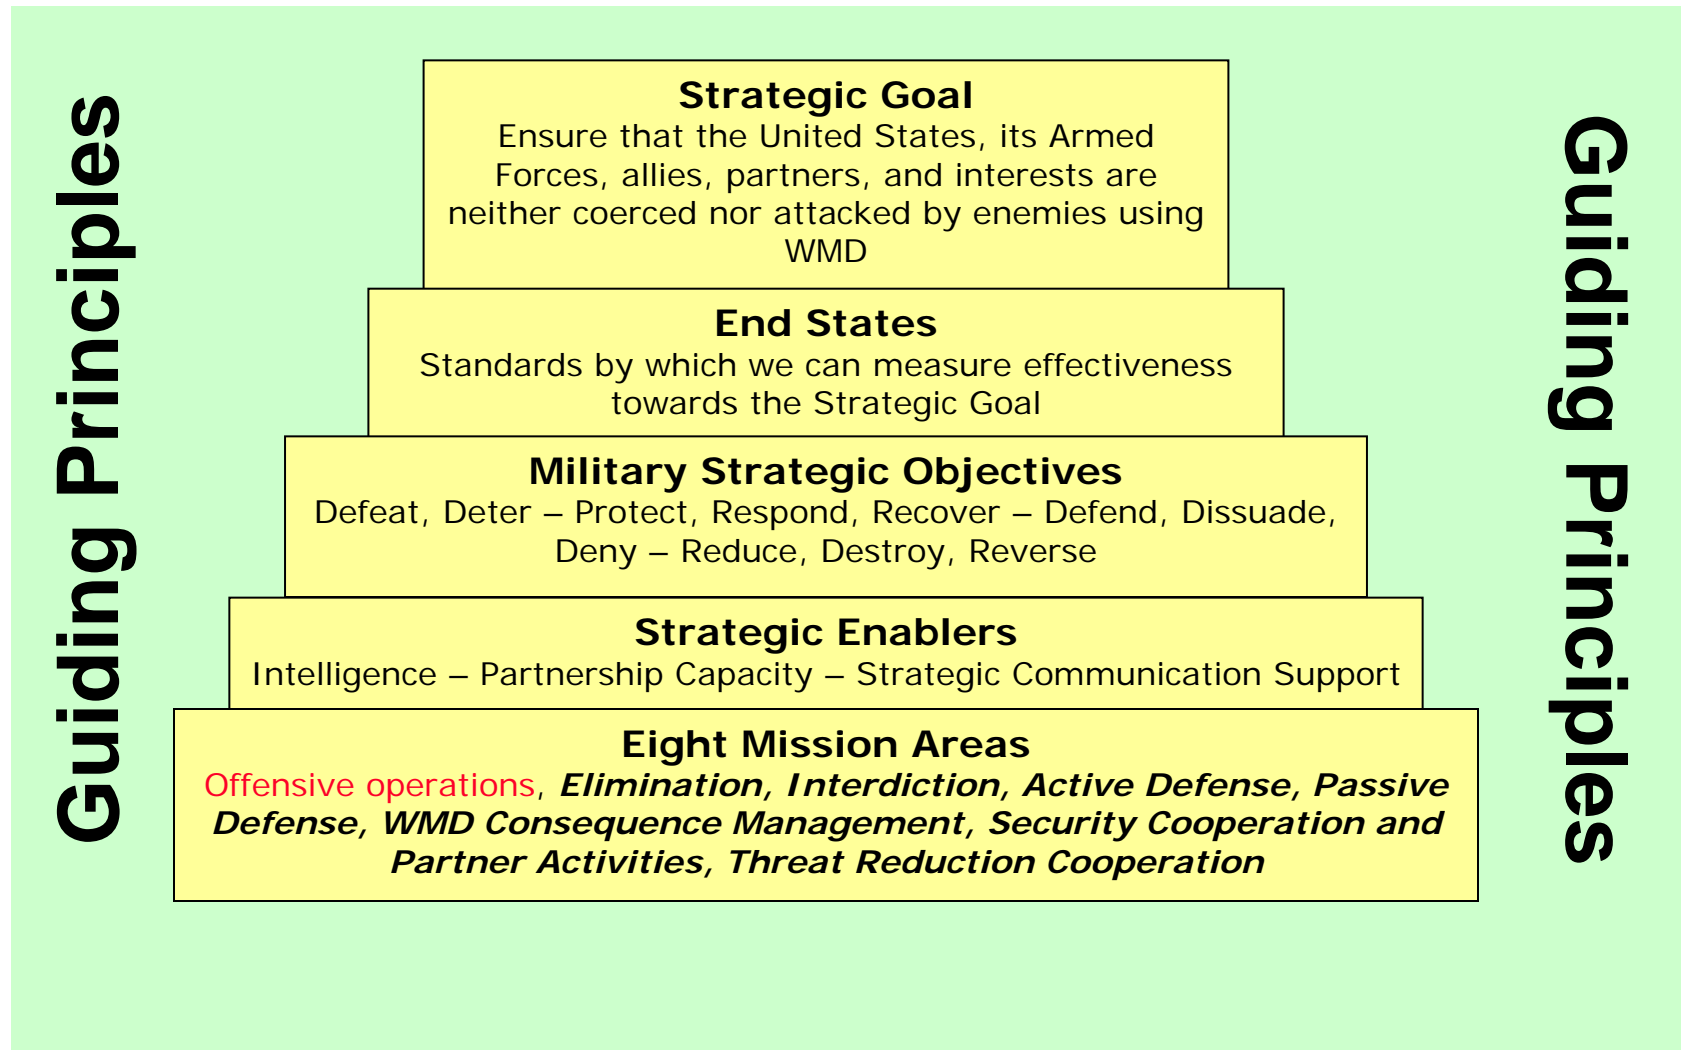 Guiding Principles
Strategic Goal
Ensure that the United States, its Armed
Forces, allies, partners, and interests are
neither coerced nor attacked by enemies using
WMD
End States
Standards by which we can measure effectiveness
towards the Strategic Goal
Military Strategic Objectives
Defeat, Deter – Protect, Respond, Recover – Defend, Dissuade,
Deny – Reduce, Destroy, Reverse
Strategic Enablers
Intelligence – Partnership Capacity – Strategic Communication Support
Eight Mission Areas
Offensive operations, Elimination, Interdiction, Active Defense, Passive
Defense, WMD Consequence Management, Security Cooperation and
Partner Activities, Threat Reduction Cooperation
Guiding Principles